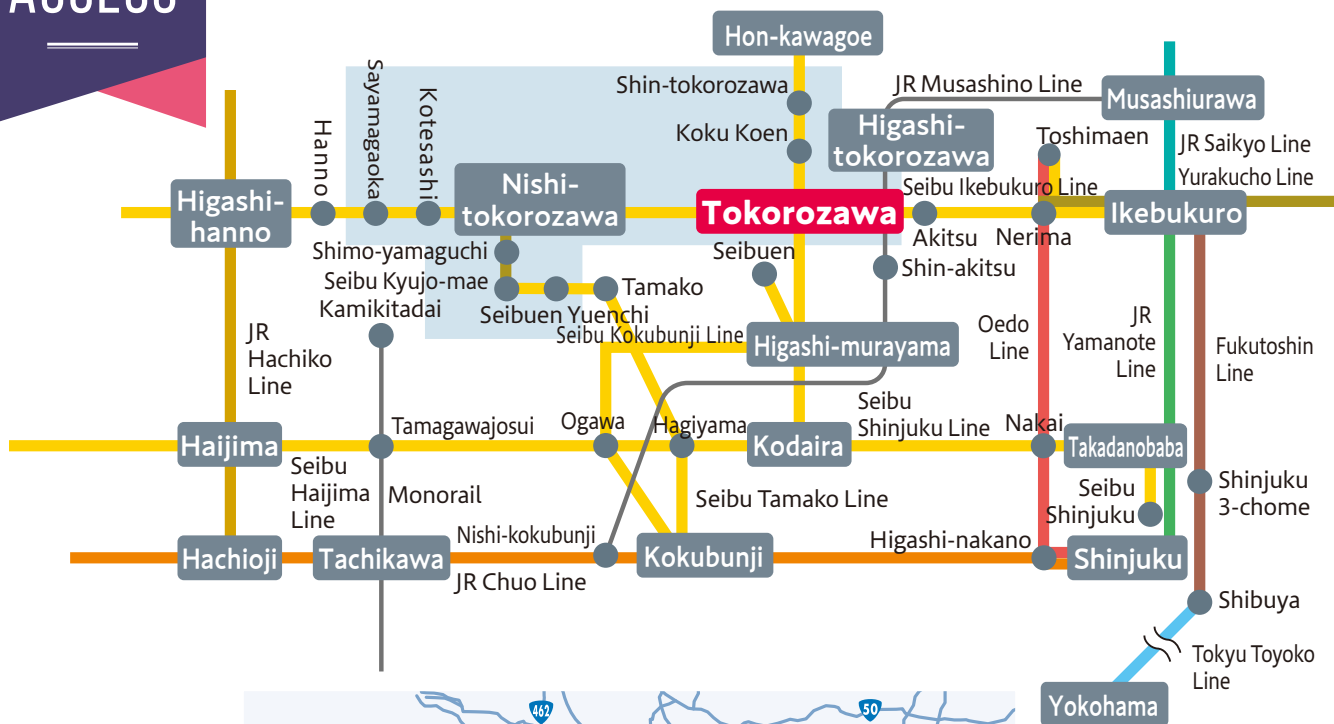 ACCESS
Hon-kawagoe
Shin-tokorozawa
Koku Koen
JR Musashino Line
Musashiurawa
Higashi-
tokorozawa
Toshimaen
JR Saikyo Line
Yurakucho Line
Sayamagaoka
Kotesashi
Hanno
Higashi-
hanno
Nishi-
tokorozawa
Tokorozawa
Seibu Ikebukuro Line
Ikebukuro
Akitsu
Nerima
Shimo-yamaguchi
Seibuen
Shin-akitsu
Seibu Kyujo-mae
Tamako
Kamikitadai
Seibuen Yuenchi
Seibu Kokubunji Line
Higashi-murayama
JR
Hachiko
Line
Oedo
Line
JR
Yamanote
Line
Fukutoshin
Line
Haijima
Tamagawajosui
Ogawa
Hagiyama
Kodaira
Seibu
Shinjuku Line
Nakai
Takadanobaba
Seibu
Haijima
Line
Monorail
Seibu Tamako Line
Seibu
Shinjuku
Shinjuku
3-chome
Hachioji
Tachikawa
Nishi-kokubunji
JR Chuo Line
Kokubunji
Higashi-nakano
Shinjuku
Shibuya
Tokyu Toyoko
Line
Yokohama
462
50